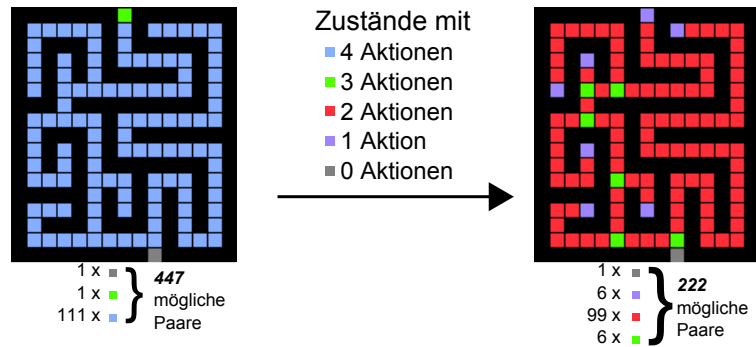 Zustände mit
4 Aktionen
3 Aktionen
2 Aktionen
1 Aktion
0 Aktionen
1 x
1 x
111 x
447
mögliche
Paare
1 x
6 x
99 x
6 x
222
mögliche
Paare